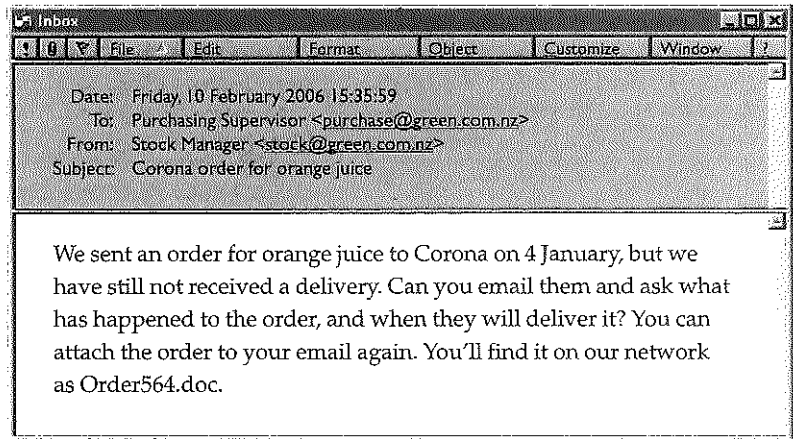 Inbox
! File Edit Format Object Customize Window ?
Date: Friday, 10 February 2006 15:35:59
To: Purchasing Supervisor <purchase@green.com.nz>
From: Stock Manager <stock@green.com.nz>
Subject: Corona order for orange juice
We sent an order for orange juice to Corona on 4 January, but we
have still not received a delivery. Can you email them and ask what
has happened to the order, and when they will deliver it? You can
attach the order to your email again. You'll find it on our network
as Order564.doc.